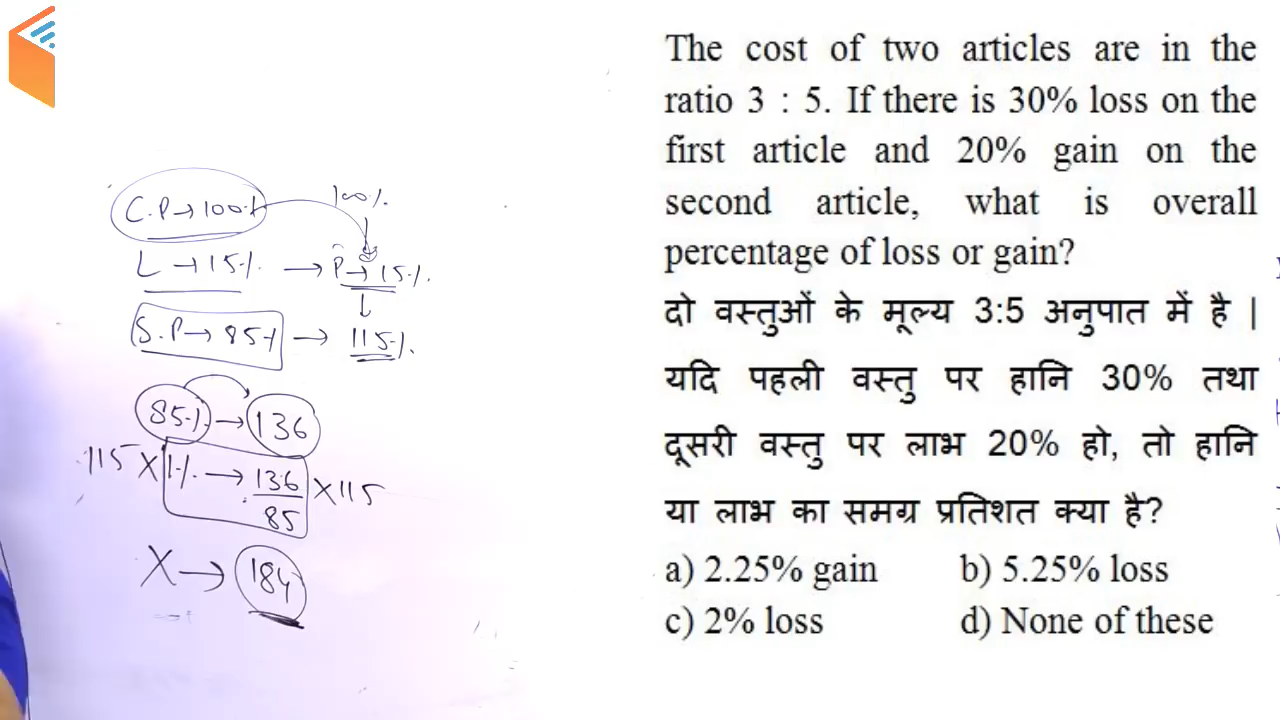 C.P → 100%
100%
L → 15% → P → 15%
S.P → 85% → 115%
85% → 136
115 X 1% → 136/85 X 115
X → 184
The cost of two articles are in the
ratio 3 : 5. If there is 30% loss on the
first article and 20% gain on the
second article, what is overall
percentage of loss or gain?
दो वस्तुओं के मूल्य 3:5 अनुपात में है |
यदि पहली वस्तु पर हानि 30% तथा
दूसरी वस्तु पर लाभ 20% हो, तो हानि
या लाभ का समग्र प्रतिशत क्या है?
a) 2.25% gain b) 5.25% loss
c) 2% loss d) None of these